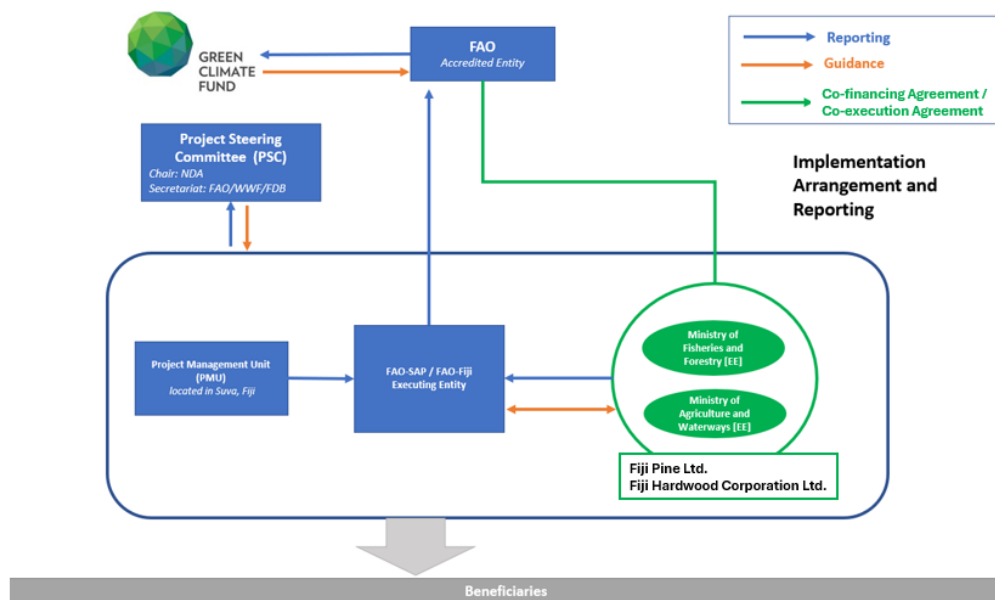 GREEN
CLIMATE
FUND
FAO
Accredited Entity
Reporting
Guidance
Co-financing Agreement /
Co-execution Agreement
Project Steering
Committee (PSC)
Chair: NDA
Secretariat: FAO/WWF/FDB
Implementation
Arrangement and
Reporting
Project Management Unit
(PMU)
located in Suva, Fiji
FAO-SAP / FAO-Fiji
Executing Entity
Ministry of
Fisheries and
Forestry [EE]
Ministry of
Agriculture and
Waterways [EE]
Fiji Pine Ltd.
Fiji Hardwood Corporation Ltd.
Beneficiaries